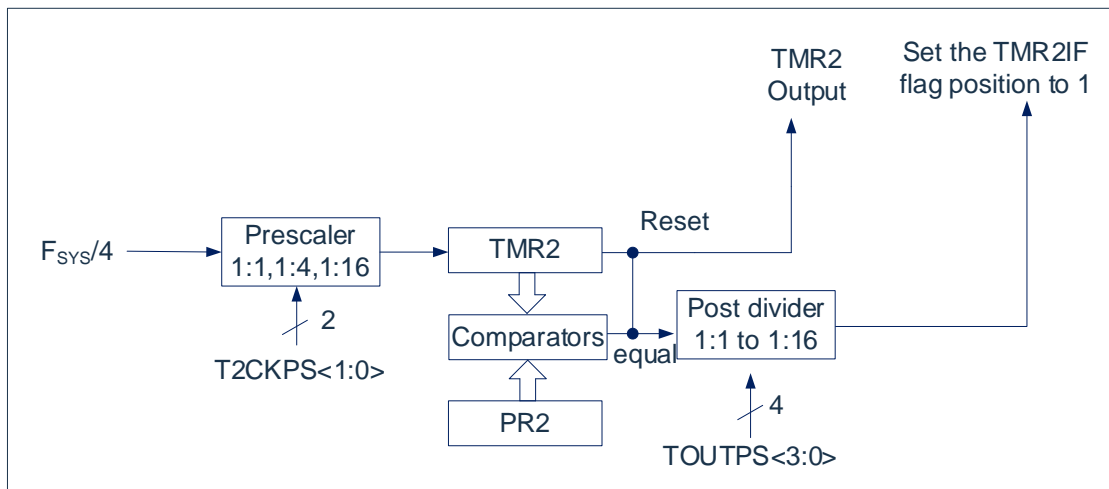 TMR2
Output
Set the TMR2IF
flag position to 1
Reset
FSYS/4
Prescaler
1:1,1:4,1:16
TMR2
2
T2CKPS<1:0>
Comparators
equal
Post divider
1:1 to 1:16
PR2
4
TOUTPS<3:0>